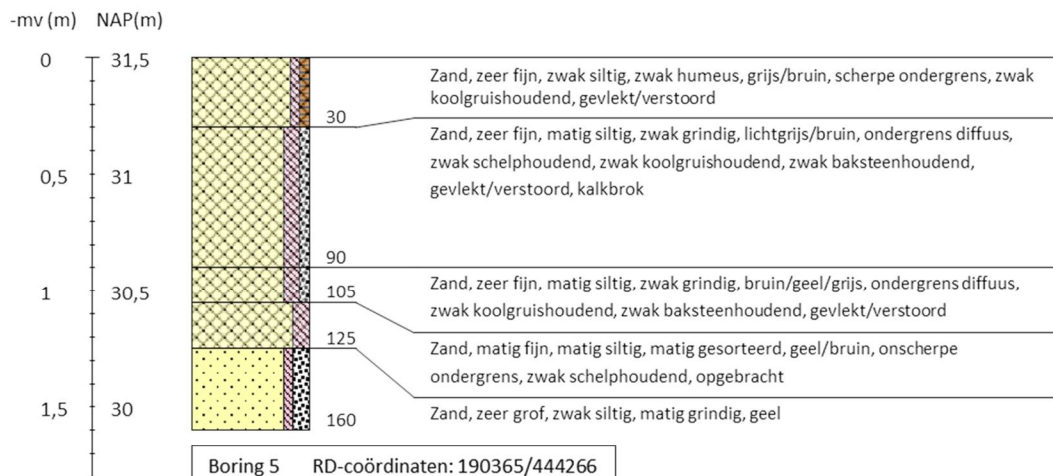 -mv (m) NAP(m)
0 31,5
Zand, zeer fijn, zwak siltig, zwak humeus, grijs/bruin, scherpe ondergrens, zwak
koolgruishoudend, gevlekt/verstoord
30
Zand, zeer fijn, matig siltig, zwak grindig, lichtgrijs/bruin, ondergrens diffuus,
zwak schelphoudend, zwak koolgruishoudend, zwak baksteenhoudend,
gevlekt/verstoord, kalkbrok
0,5 31
90
Zand, zeer fijn, matig siltig, zwak grindig, bruin/geel/grijs, ondergrens diffuus,
zwak koolgruishoudend, zwak baksteenhoudend, gevlekt/verstoord
1 30,5
105
125
Zand, matig fijn, matig siltig, matig gesorteerd, geel/bruin, onscherpe
ondergrens, zwak schelphoudend, opgebracht
1,5 30
Zand, zeer grof, zwak siltig, matig grindig, geel
160
Boring 5 RD-coördinaten: 190365/444266